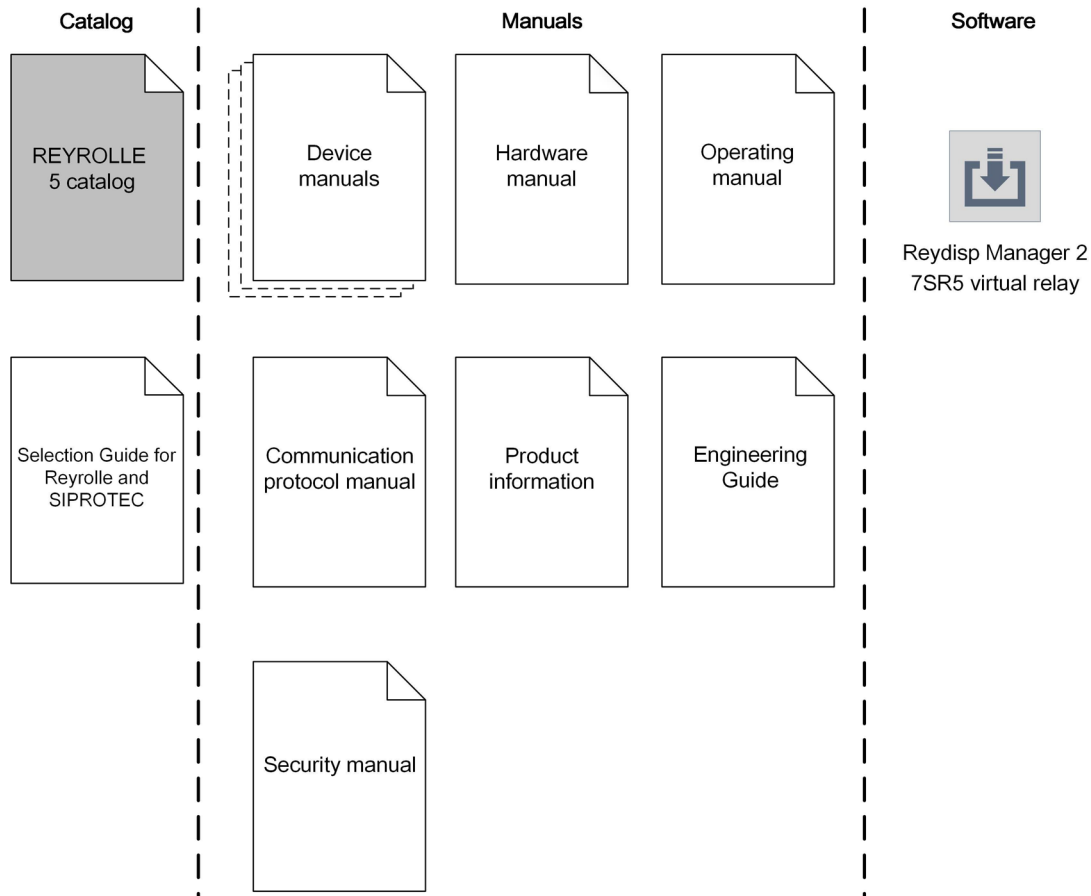 Catalog
Manuals
Software
REYROLLE
5 catalog
Device
manuals
Hardware
manual
Operating
manual
Reydisp Manager 2
7SR5 virtual relay
Selection Guide for
Reyrolle and
SIPROTEC
Communication
protocol manual
Product
information
Engineering
Guide
Security manual